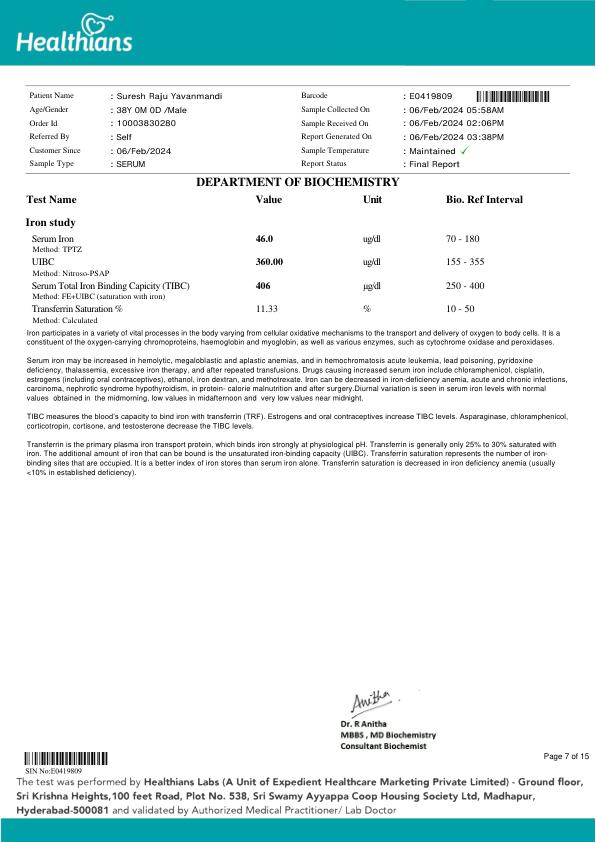 Healthians
Patient Name : Suresh Raju Yavanmandi Barcode : E0419809
Age/Gender : 38Y 0M 0D /Male Sample Collected On : 06/Feb/2024 05:58AM
Order Id : 10003830280 Sample Received On : 06/Feb/2024 02:06PM
Referred By : Self Report Generated On : 06/Feb/2024 03:38PM
Customer Since : 06/Feb/2024 Sample Temperature : Maintained ✓
Sample Type : SERUM Report Status : Final Report
DEPARTMENT OF BIOCHEMISTRY
Test Name Value Unit Bio. Ref Interval
Iron study
Serum Iron 46.0 ug/dl 70 - 180
Method: TPTZ
UIBC 360.00 ug/dl 155 - 355
Method: Nitroso-PSAP
Serum Total Iron Binding Capacity (TIBC) 406 µg/dl 250 - 400
Method: FE+UIBC (saturation with iron)
Transferrin Saturation % 11.33 % 10 - 50
Method: Calculated
Iron participates in a variety of vital processes in the body varying from cellular oxidative mechanisms to the transport and delivery of oxygen to body cells. It is a
constituent of the oxygen-carrying chromoproteins, haemoglobin and myoglobin, as well as various enzymes, such as cytochrome oxidase and peroxidases.
Serum iron may be increased in hemolytic, megaloblastic and aplastic anemias, and in hemochromatosis acute leukemia, lead poisoning, pyridoxine
deficiency, thalassemia, excessive iron therapy, and after repeated transfusions. Drugs causing increased serum iron include chloramphenicol, cisplatin,
estrogens (including oral contraceptives), ethanol, iron dextran, and methotrexate. Iron can be decreased in iron-deficiency anemia, acute and chronic infections,
carcinoma, nephrotic syndrome hypothyroidism, in protein- calorie malnutrition and after surgery.Diurnal variation is seen in serum iron levels with normal
values obtained in the midmorning, low values in midafternoon and very low values near midnight.
TIBC measures the blood's capacity to bind iron with transferrin (TRF). Estrogens and oral contraceptives increase TIBC levels. Asparaginase, chloramphenicol,
corticotropin, cortisone, and testosterone decrease the TIBC levels.
Transferrin is the primary plasma iron transport protein, which binds iron strongly at physiological pH. Transferrin is generally only 25% to 30% saturated with
iron. The additional amount of iron that can be bound is the unsaturated iron-binding capacity (UIBC). Transferrin saturation represents the number of iron-
binding sites that are occupied. It is a better index of iron stores than serum iron alone. Transferrin saturation is decreased in iron deficiency anemia (usually
<10% in established deficiency).
Anitha
Dr. R Anitha
MBBS , MD Biochemistry
Consultant Biochemist
Page 7 of 15
SIN No:E0419809
The test was performed by Healthians Labs (A Unit of Expedient Healthcare Marketing Private Limited) - Ground floor,
Sri Krishna Heights,100 feet Road, Plot No. 538, Sri Swamy Ayyappa Coop Housing Society Ltd, Madhapur,
Hyderabad-500081 and validated by Authorized Medical Practitioner/ Lab Doctor